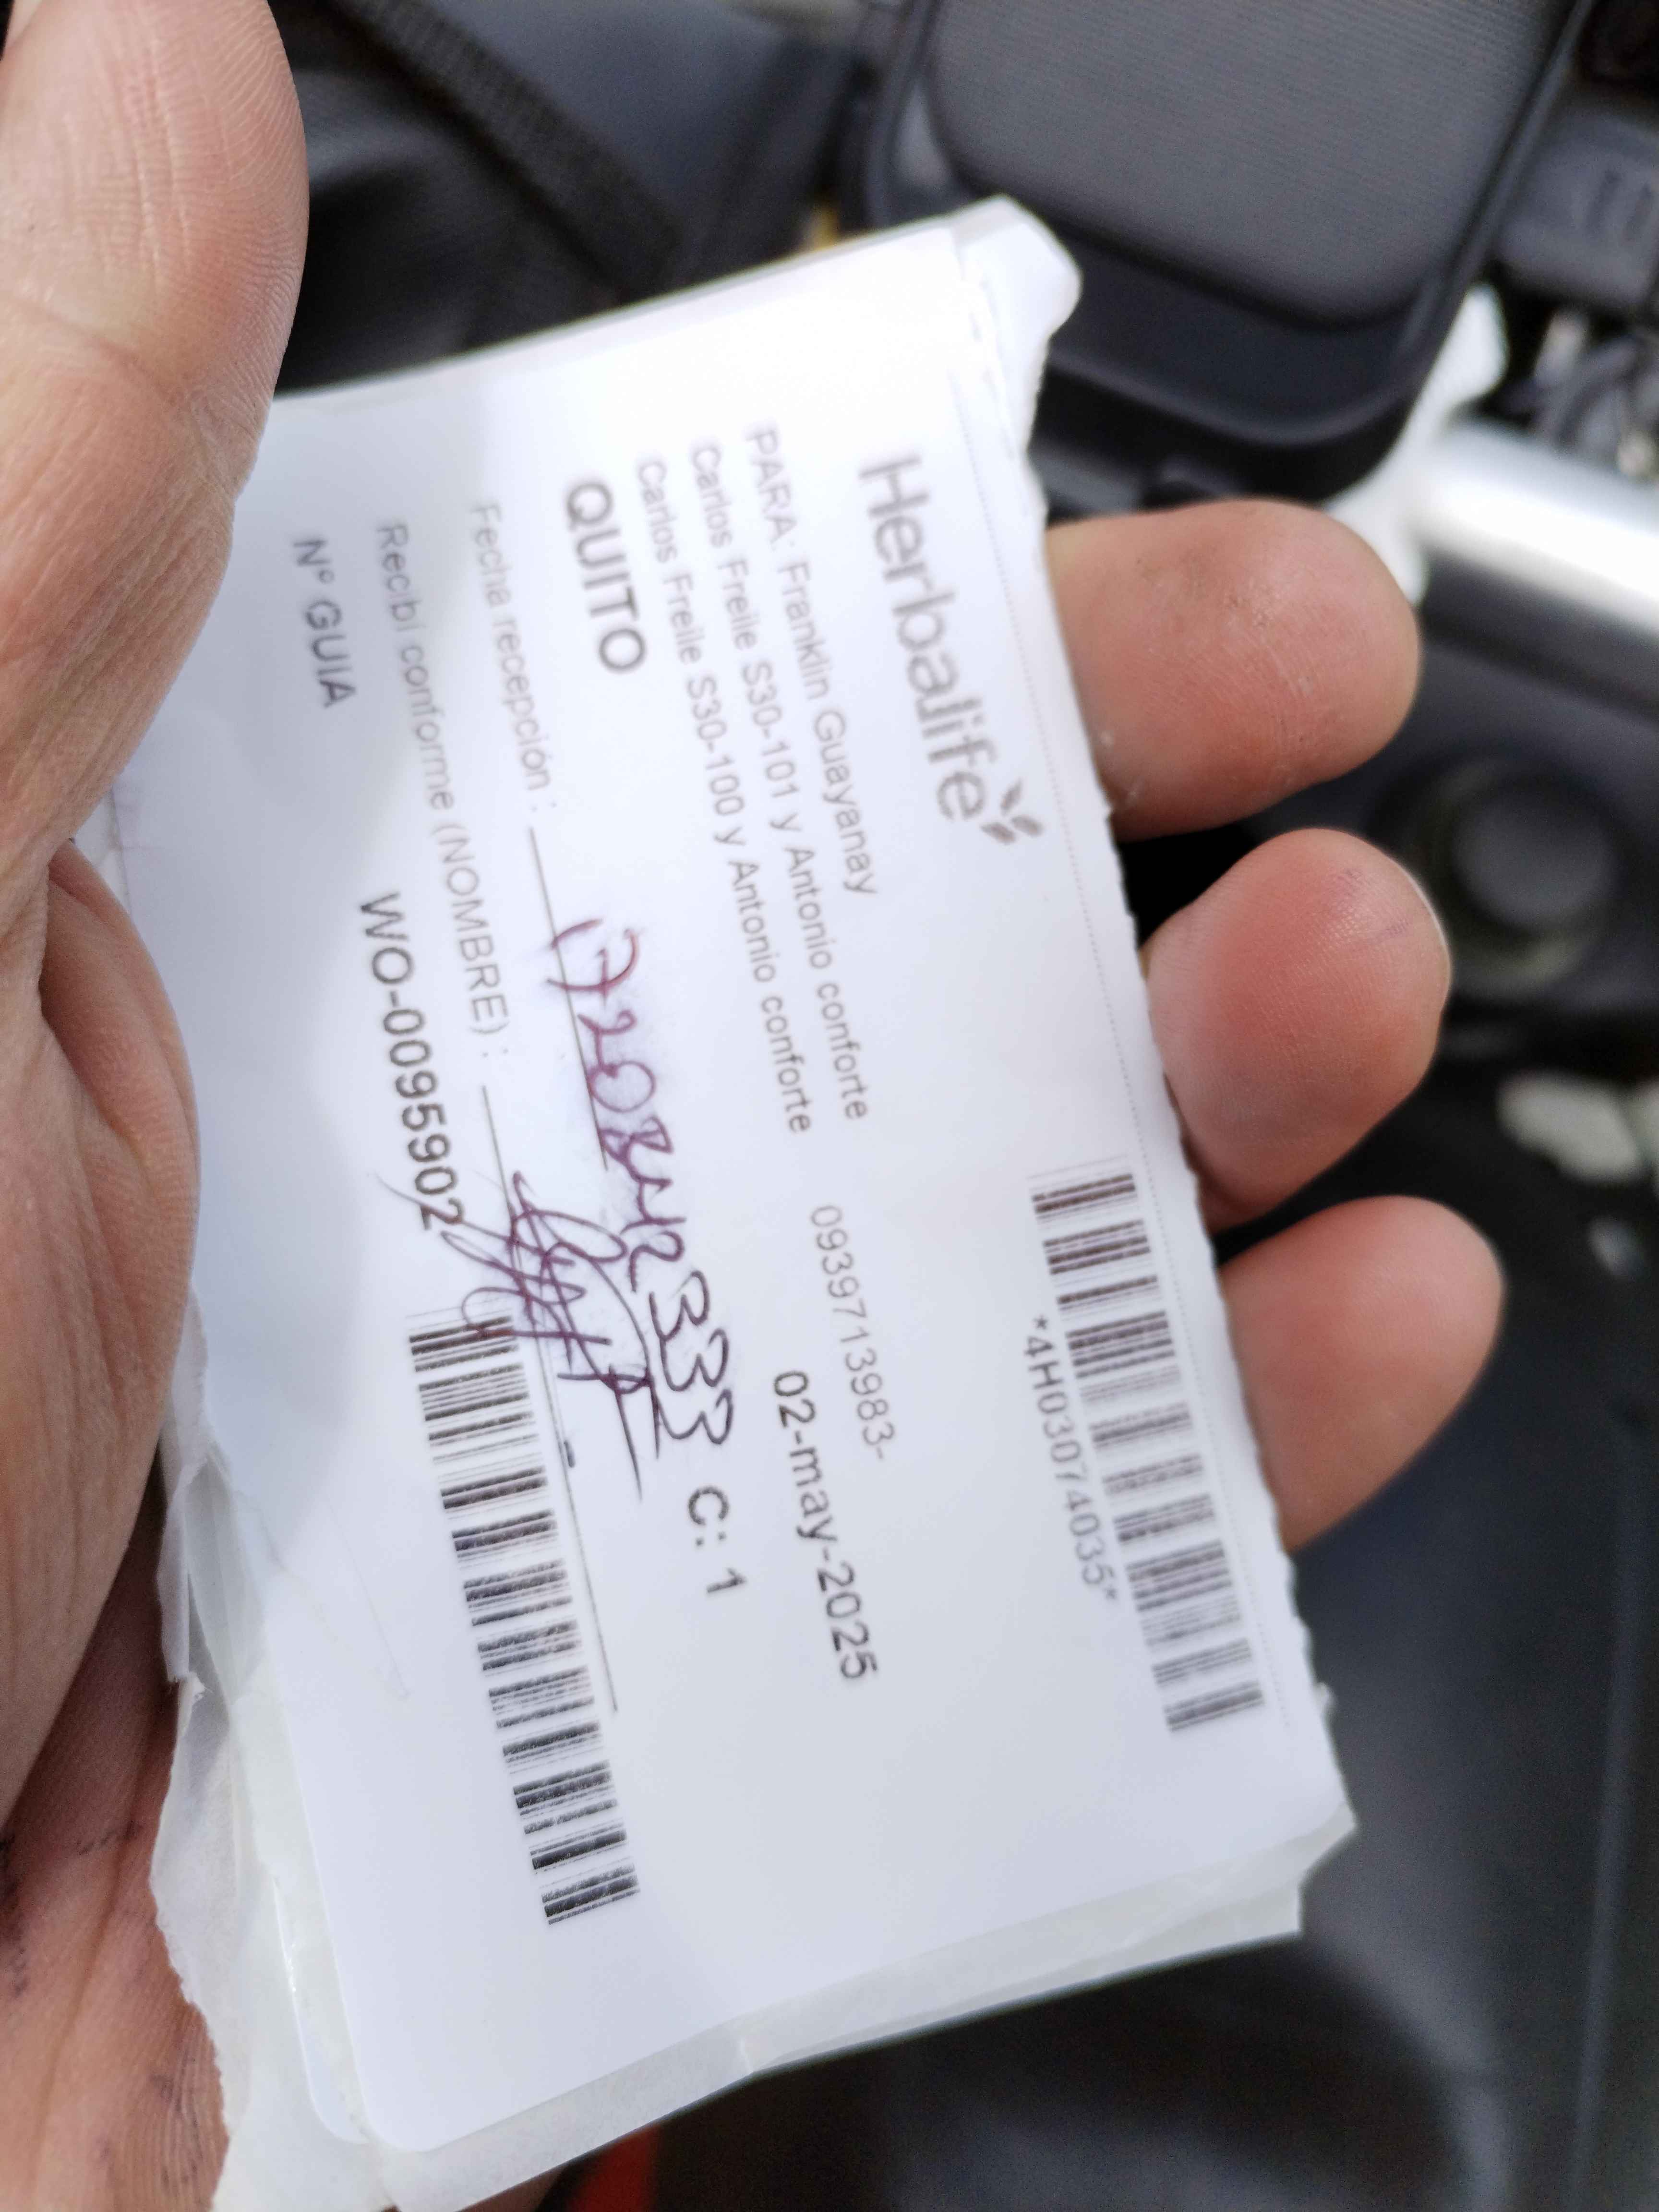 Herbalife
*4H03074035*
PARA: Franklin Guayanay
Carlos Freile S30-101 y Antonio conforte 0939713983-
Carlos Freile S30-100 y Antonio conforte 02-may-2025
QUITO C: 1
Fecha recepción : 1720842333
Recibí conforme (NOMBRE) :
Nº GUIA WO-0095902